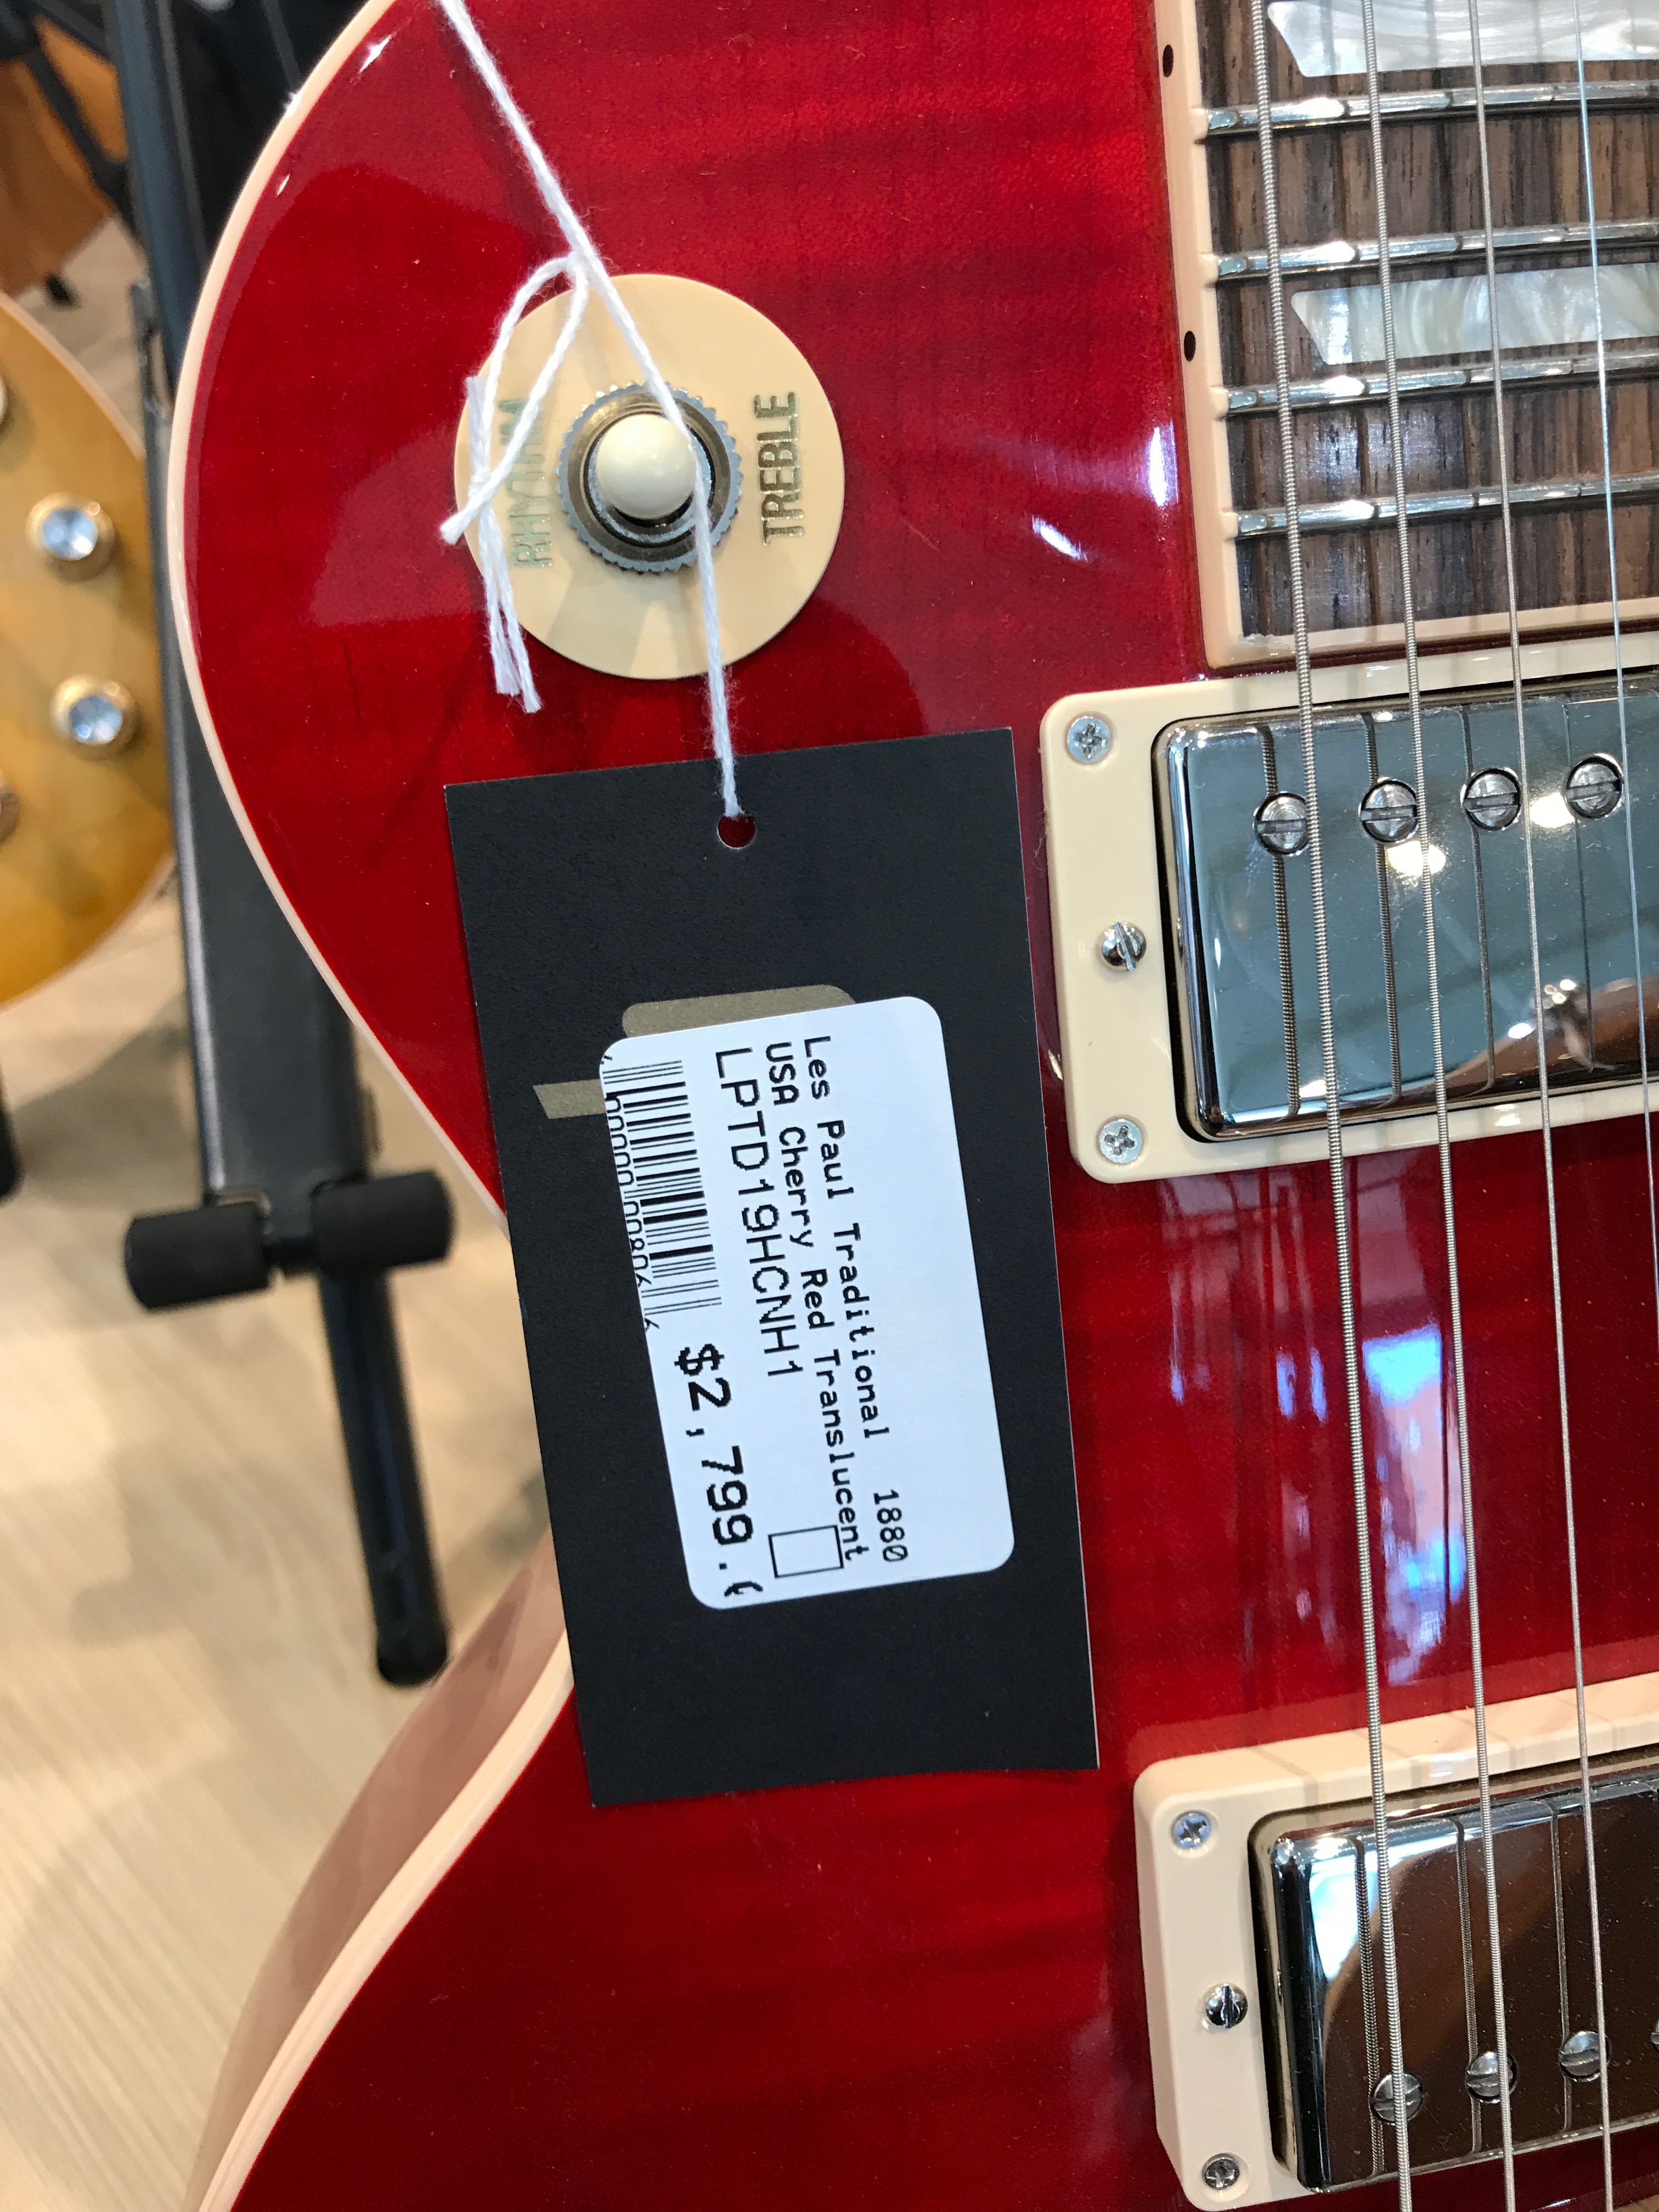 RHYTHM
TREBLE
Les Paul Traditional 1880
USA Cherry Red Translucent
LPTD19HCNH1
$2,799.